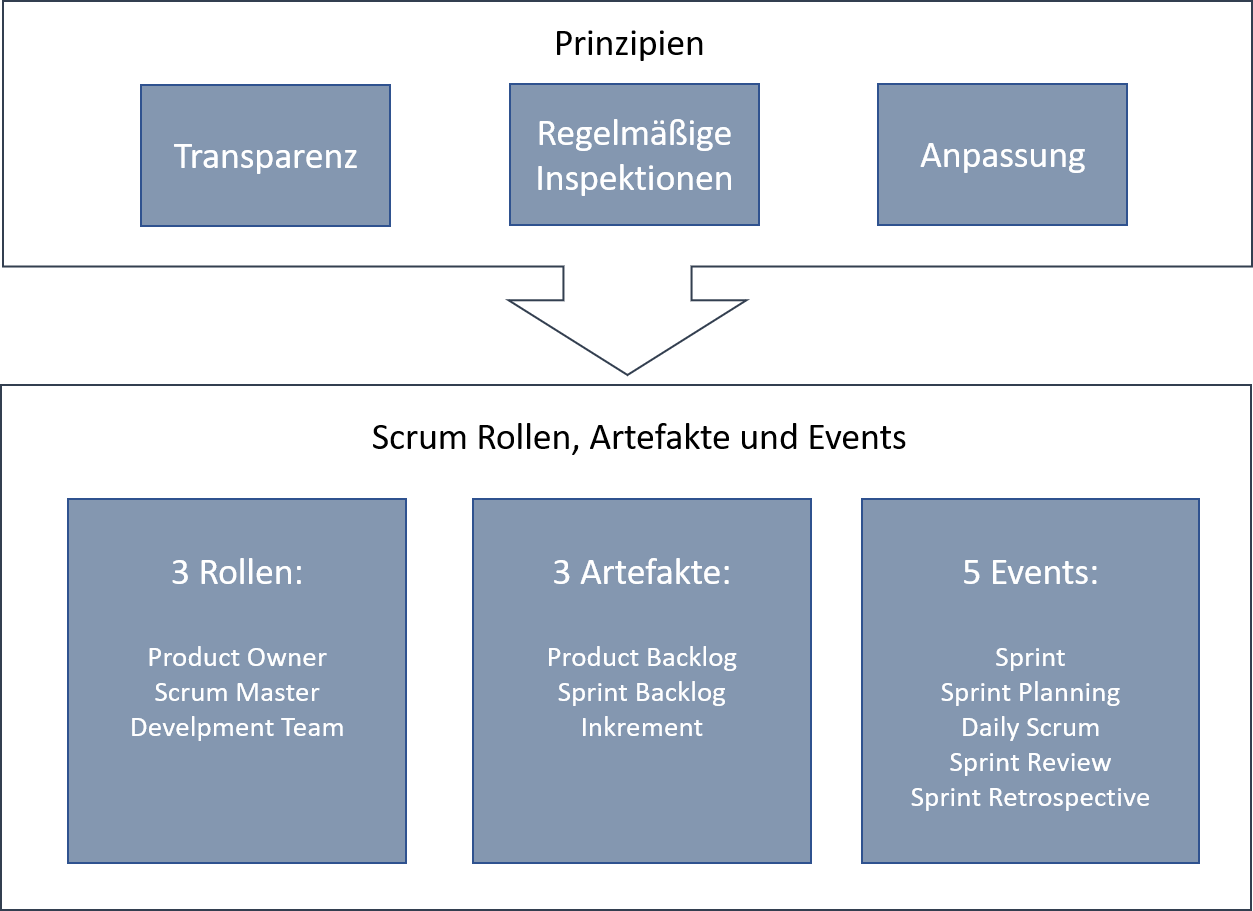 Prinzipien
Transparenz
Regelmäßige
Inspektionen
Anpassung
Scrum Rollen, Artefakte und Events
3 Rollen:
Product Owner
Scrum Master
Develpment Team
3 Artefakte:
Product Backlog
Sprint Backlog
Inkrement
5 Events:
Sprint
Sprint Planning
Daily Scrum
Sprint Review
Sprint Retrospective